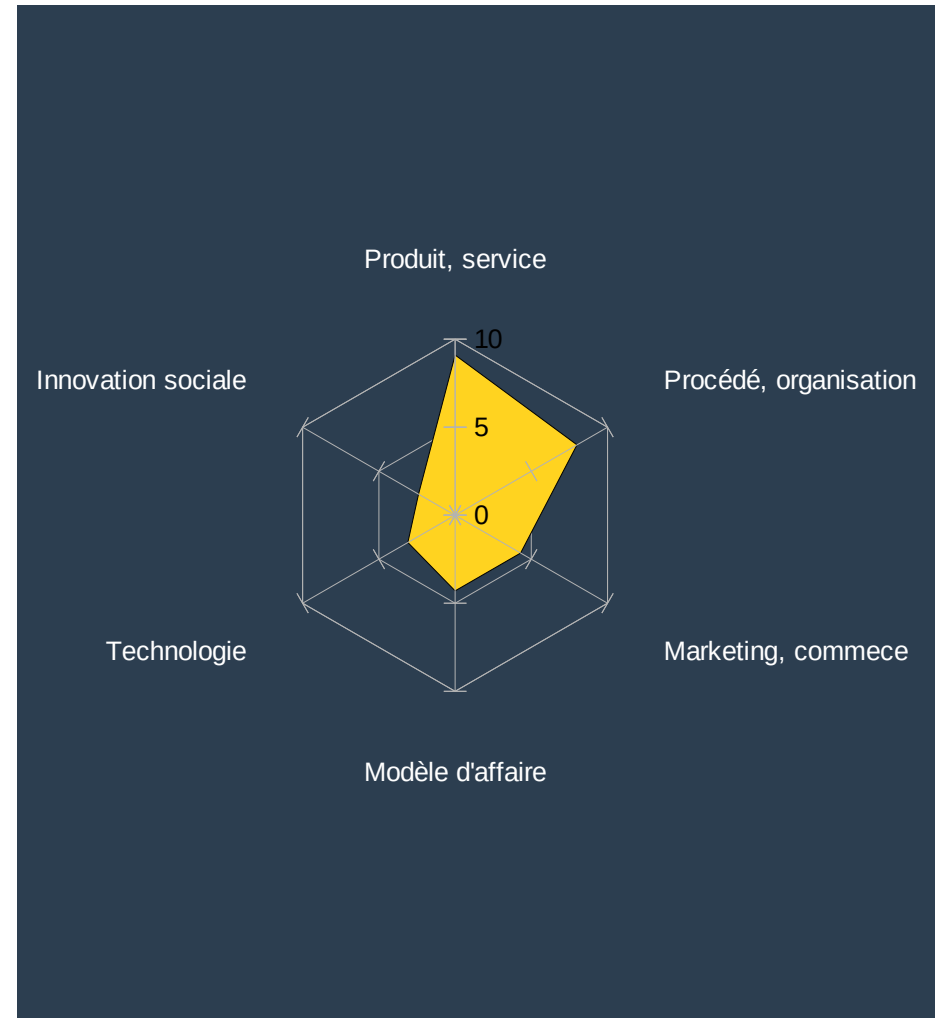 Produit, service
10
Innovation sociale
Procédé, organisation
5
0
Technologie
Marketing, commece
Modèle d'affaire